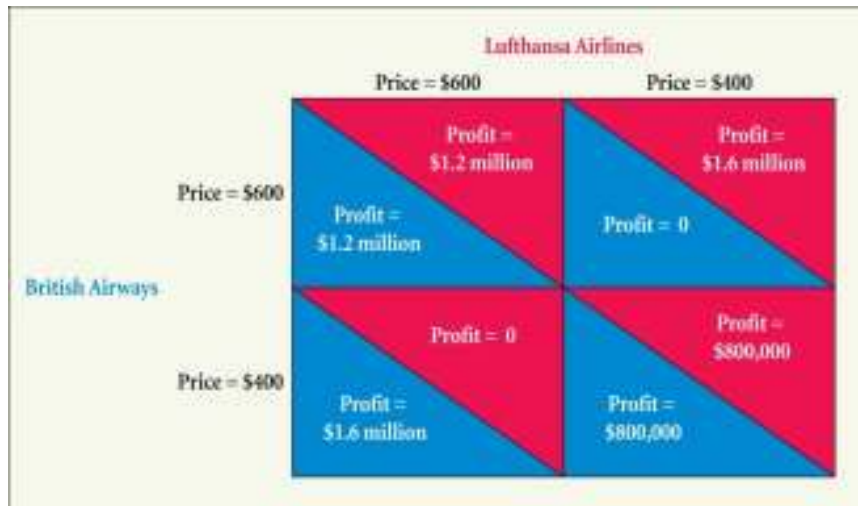 Lufthansa Airlines
Price = $600 Price = $400
Profit =
$1.2 million
Profit =
$1.6 million
Price = $600
Profit =
$1.2 million
Profit = 0
British Airways
Profit = 0
Profit =
$800,000
Price = $400
Profit =
$1.6 million
Profit =
$800,000